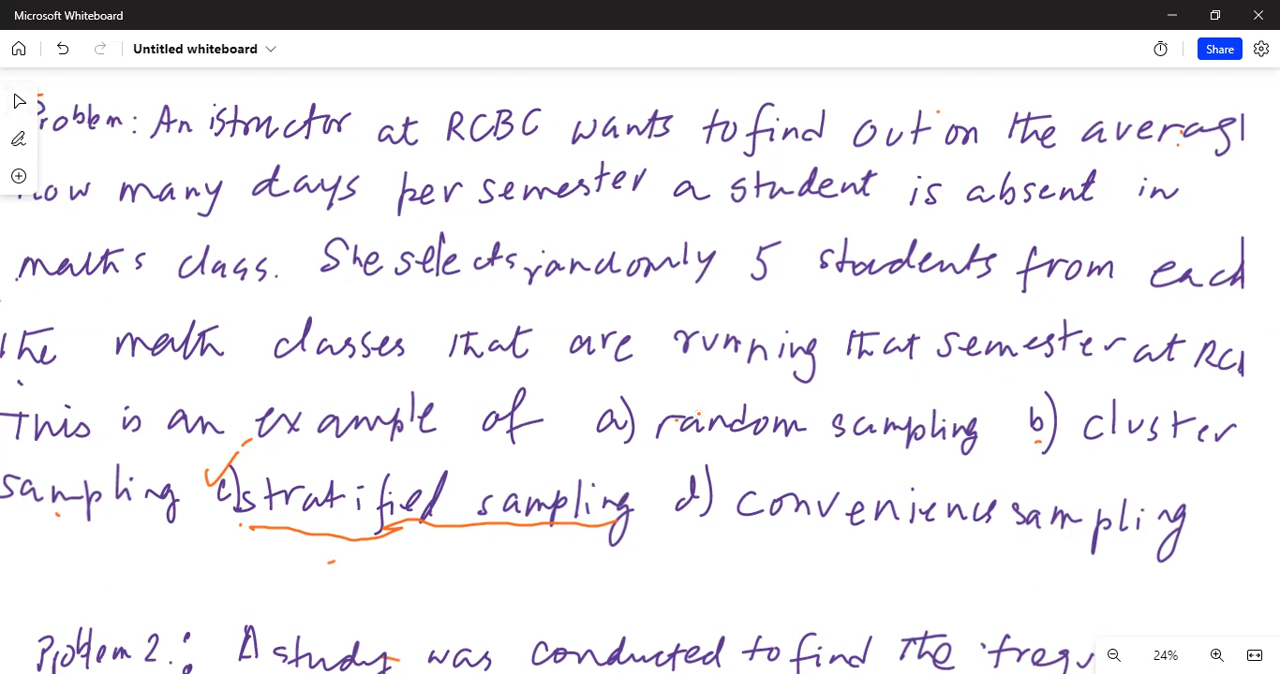 Microsoft Whiteboard
Untitled whiteboard
Share
Problem: An istructor at RCBC wants to find out on the averag
how many days per semester a student is absent in
maths class. She selects randomly 5 students from each
the math classes that are running that semester at RC
This is an example of a) random sampling b) cluster
sampling c) stratified sampling d) convenience sampling
Problem 2.: A study was conducted to find the frequ
24%